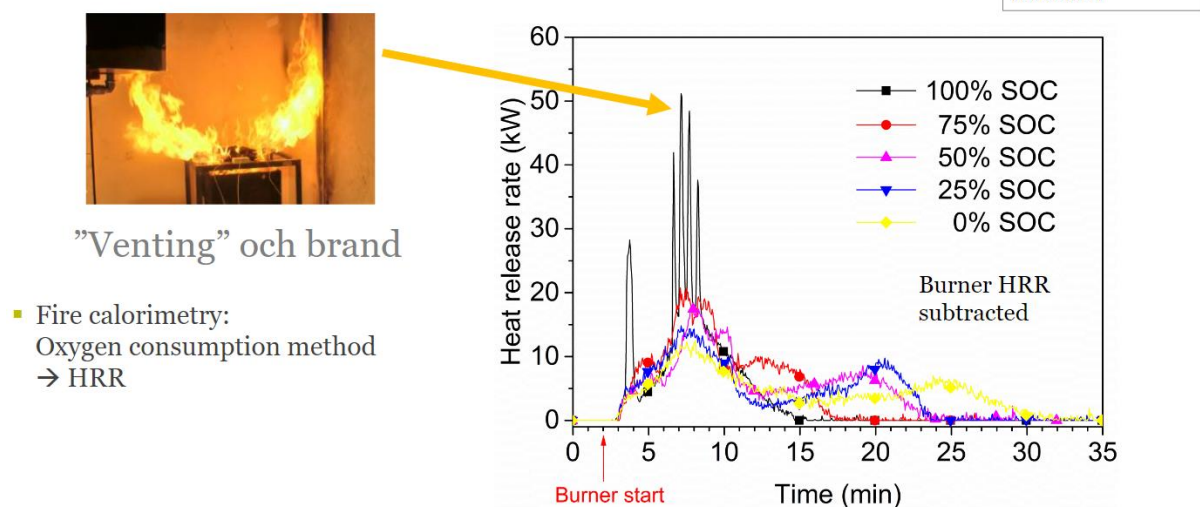 ”Venting” och brand
Fire calorimetry:
Oxygen consumption method
→ HRR
Heat release rate (kW)
60
50
40
30
20
10
0
100% SOC
75% SOC
50% SOC
25% SOC
0% SOC
Burner HRR
subtracted
0 5 10 15 20 25 30 35
Burner start
Time (min)